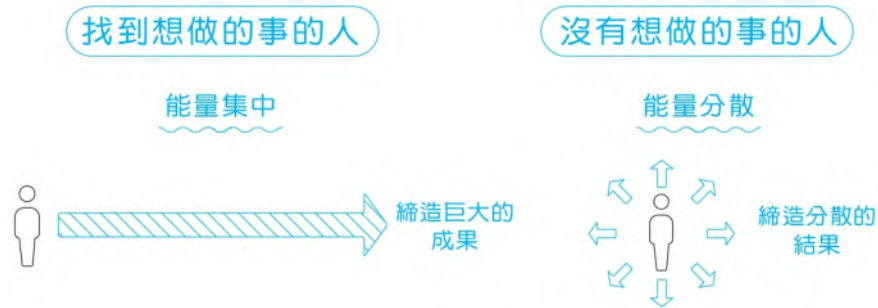 找到想做的事的人
沒有想做的事的人
能量集中
能量分散
締造巨大的
成果
締造分散的
結果